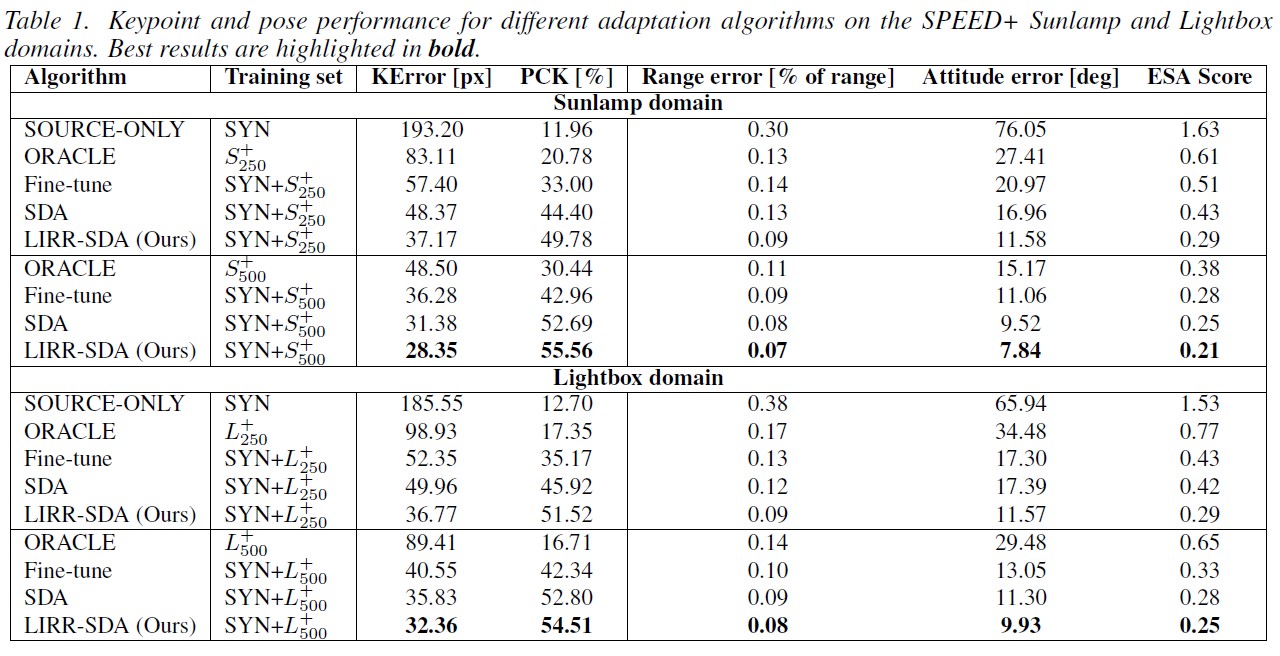 Table 1. Keypoint and pose performance for different adaptation algorithms on the SPEED+ Sunlamp and Lightbox
domains. Best results are highlighted in bold.
Algorithm Training set KError [px] PCK [%] Range error [% of range] Attitude error [deg] ESA Score
Sunlamp domain
SOURCE-ONLY SYN 193.20 11.96 0.30 76.05 1.63
ORACLE S⁺₂₅₀ 83.11 20.78 0.13 27.41 0.61
Fine-tune SYN+S⁺₂₅₀ 57.40 33.00 0.14 20.97 0.51
SDA SYN+S⁺₂₅₀ 48.37 44.40 0.13 16.96 0.43
LIRR-SDA (Ours) SYN+S⁺₂₅₀ 37.17 49.78 0.09 11.58 0.29
ORACLE S⁺₅₀₀ 48.50 30.44 0.11 15.17 0.38
Fine-tune SYN+S⁺₅₀₀ 36.28 42.96 0.09 11.06 0.28
SDA SYN+S⁺₅₀₀ 31.38 52.69 0.08 9.52 0.25
LIRR-SDA (Ours) SYN+S⁺₅₀₀ 28.35 55.56 0.07 7.84 0.21
Lightbox domain
SOURCE-ONLY SYN 185.55 12.70 0.38 65.94 1.53
ORACLE L⁺₂₅₀ 98.93 17.35 0.17 34.48 0.77
Fine-tune SYN+L⁺₂₅₀ 52.35 35.17 0.13 17.30 0.43
SDA SYN+L⁺₂₅₀ 49.96 45.92 0.12 17.39 0.42
LIRR-SDA (Ours) SYN+L⁺₂₅₀ 36.77 51.52 0.09 11.57 0.29
ORACLE L⁺₅₀₀ 89.41 16.71 0.14 29.48 0.65
Fine-tune SYN+L⁺₅₀₀ 40.55 42.34 0.10 13.05 0.33
SDA SYN+L⁺₅₀₀ 35.83 52.80 0.09 11.30 0.28
LIRR-SDA (Ours) SYN+L⁺₅₀₀ 32.36 54.51 0.08 9.93 0.25